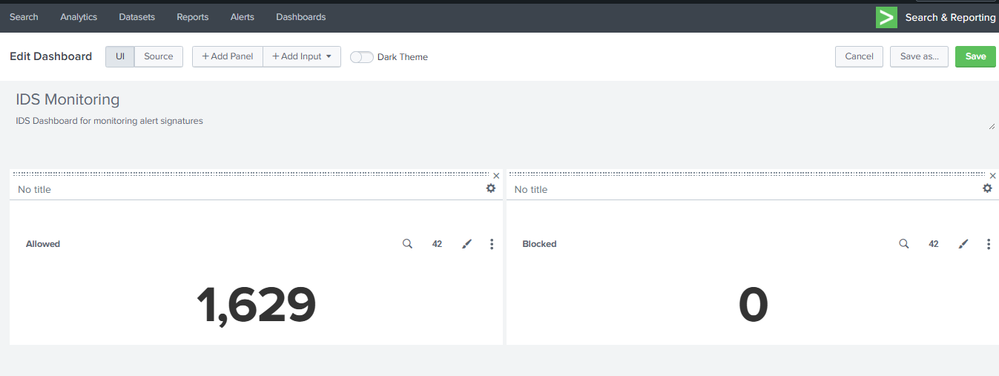 Search Analytics Datasets Reports Alerts Dashboards Search & Reporting
Edit Dashboard UI Source + Add Panel + Add Input Dark Theme Cancel Save as... Save
IDS Monitoring
IDS Dashboard for monitoring alert signatures
No title No title
Allowed 42 Blocked 42
1,629 0